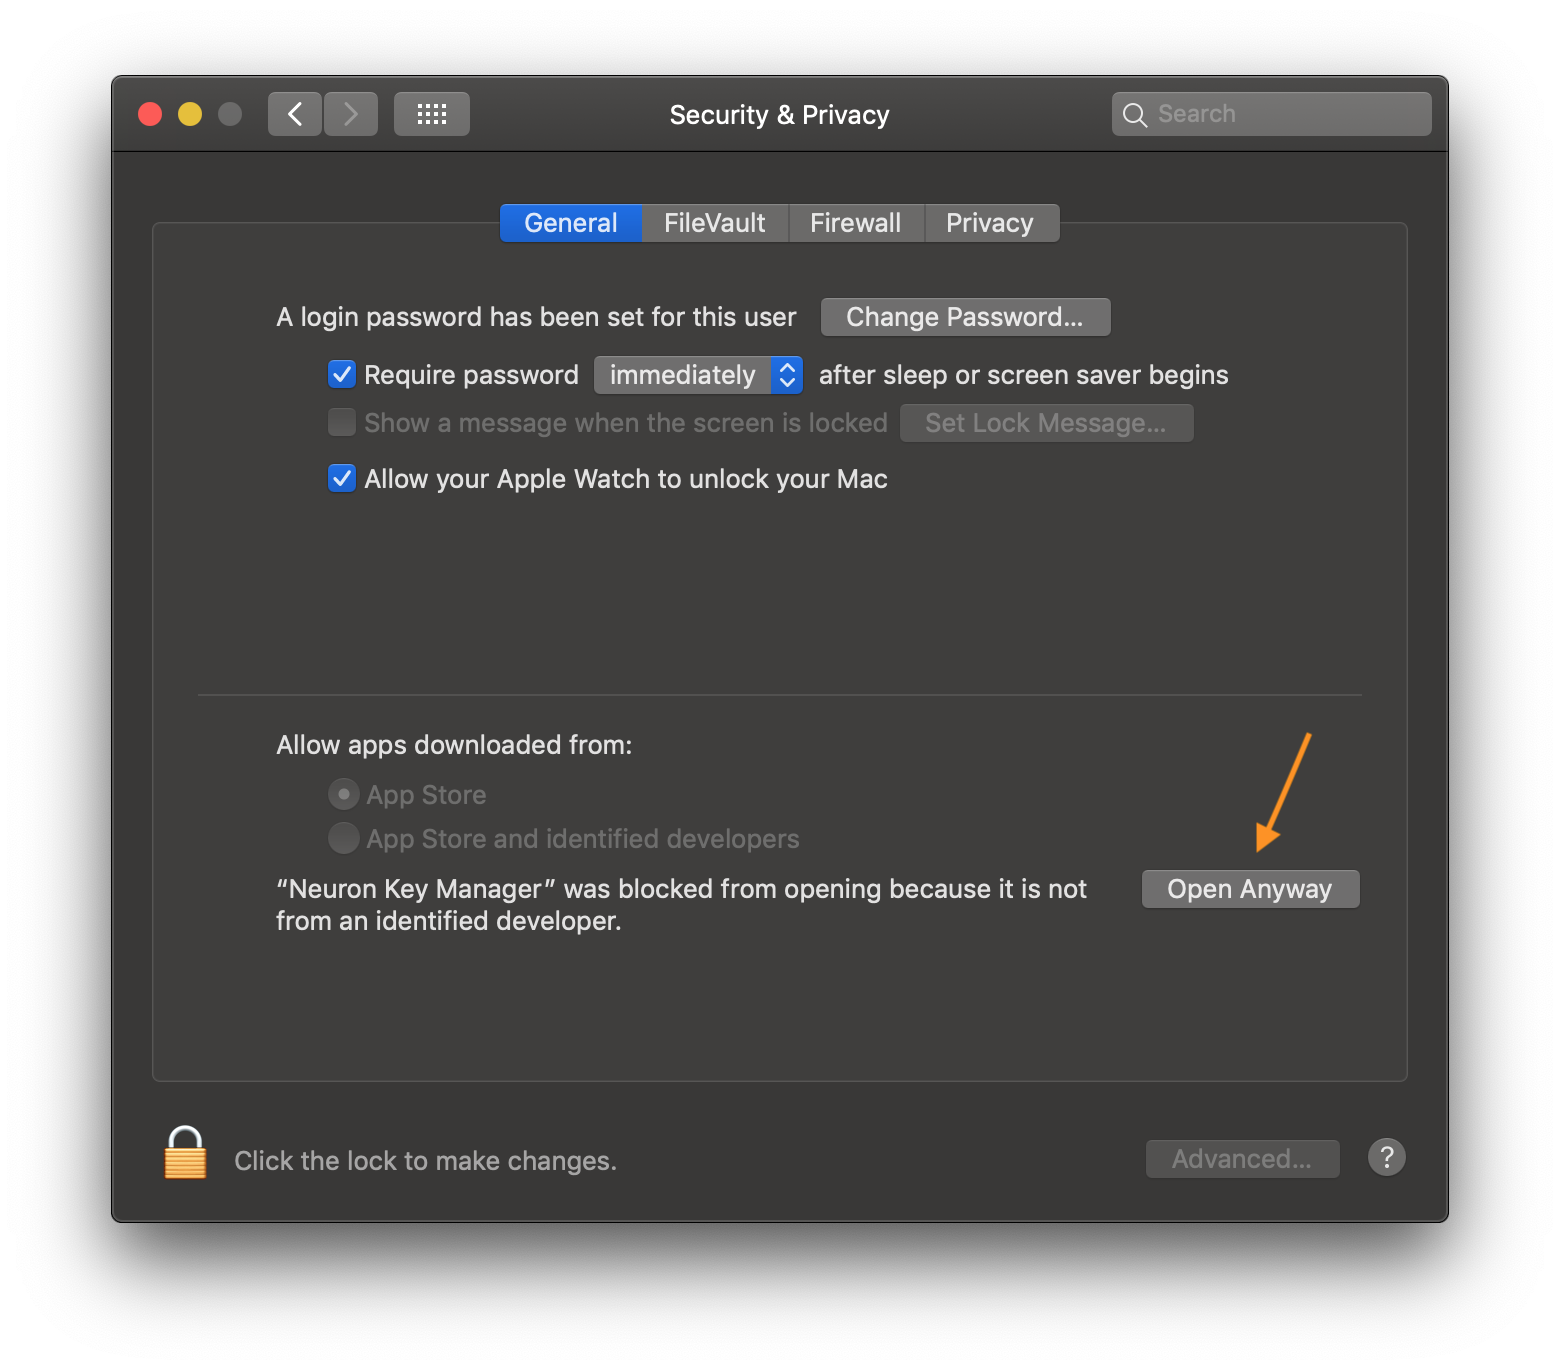 Security & Privacy
Search
General
FileVault
Firewall
Privacy
A login password has been set for this user
Change Password...
Require password
immediately
after sleep or screen saver begins
Show a message when the screen is locked
Set Lock Message...
Allow your Apple Watch to unlock your Mac
Allow apps downloaded from:
App Store
App Store and identified developers
“Neuron Key Manager” was blocked from opening because it is not
from an identified developer.
Open Anyway
Click the lock to make changes.
Advanced...
?